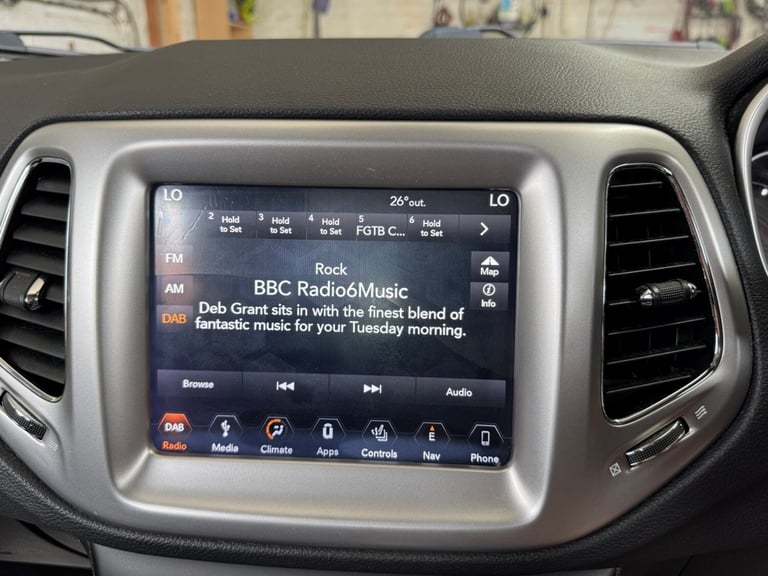 LO 26°out. LO
2 Hold to Set 3 Hold to Set 4 Hold to Set 5 FGTB C... 6 Hold to Set
FM
AM
DAB
Rock
BBC Radio6Music
Deb Grant sits in with the finest blend of
fantastic music for your Tuesday morning.
Map
Info
Browse Audio
DAB U E
Radio Media Climate Apps Controls Nav Phone